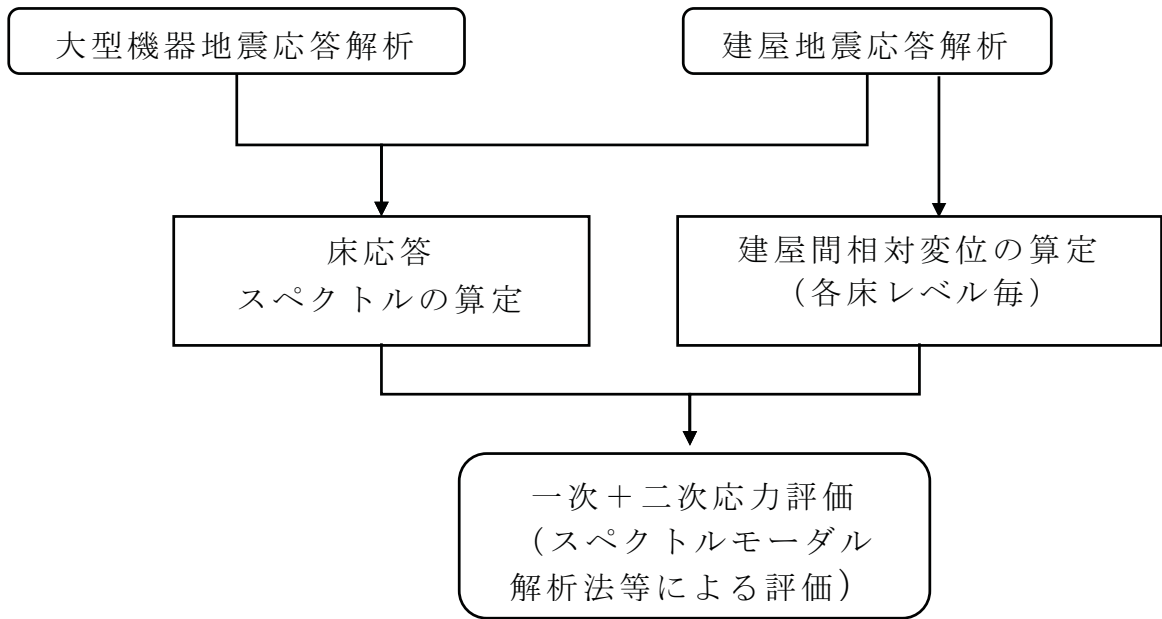 大型機器地震応答解析
建屋地震応答解析
床応答
スペクトルの算定
建屋間相対変位の算定
（各床レベル毎）
一次＋二次応力評価
（スペクトルモーダル
解析法等による評価）